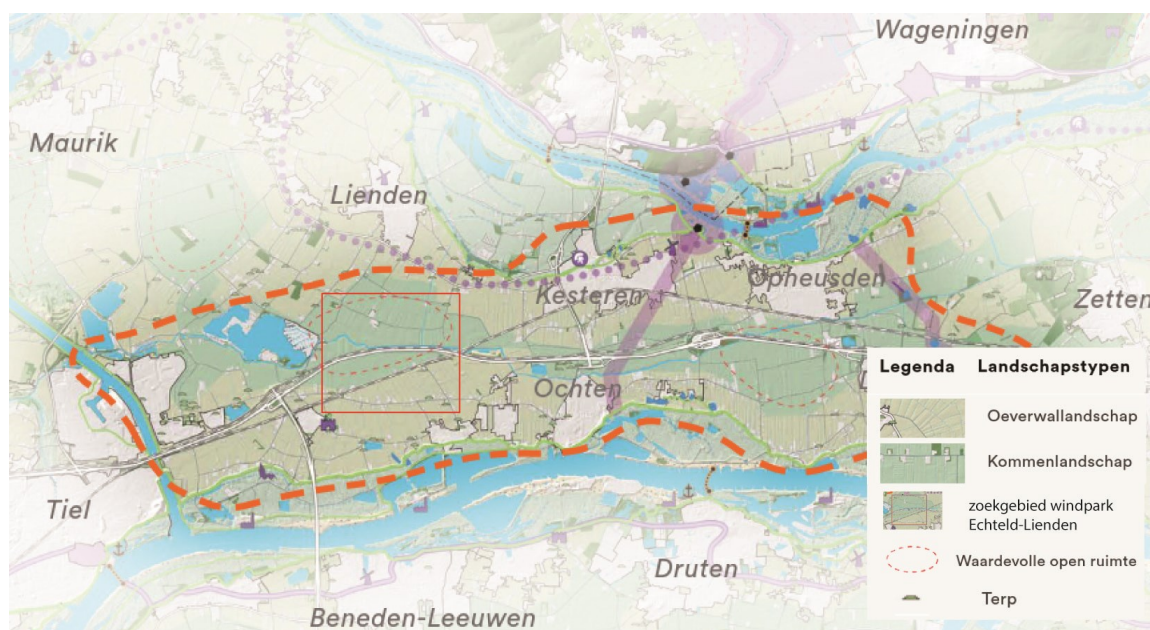 Wageningen
Maurik
Lienden
Kesteren
Opheusden
Zetten
Ochten
Tiel
Druten
Beneden-Leeuwen
Legenda Landschapstypen
Oeverwallandschap
Kommenlandschap
zoekgebied windpark
Echteld-Lienden
Waardevolle open ruimte
Terp